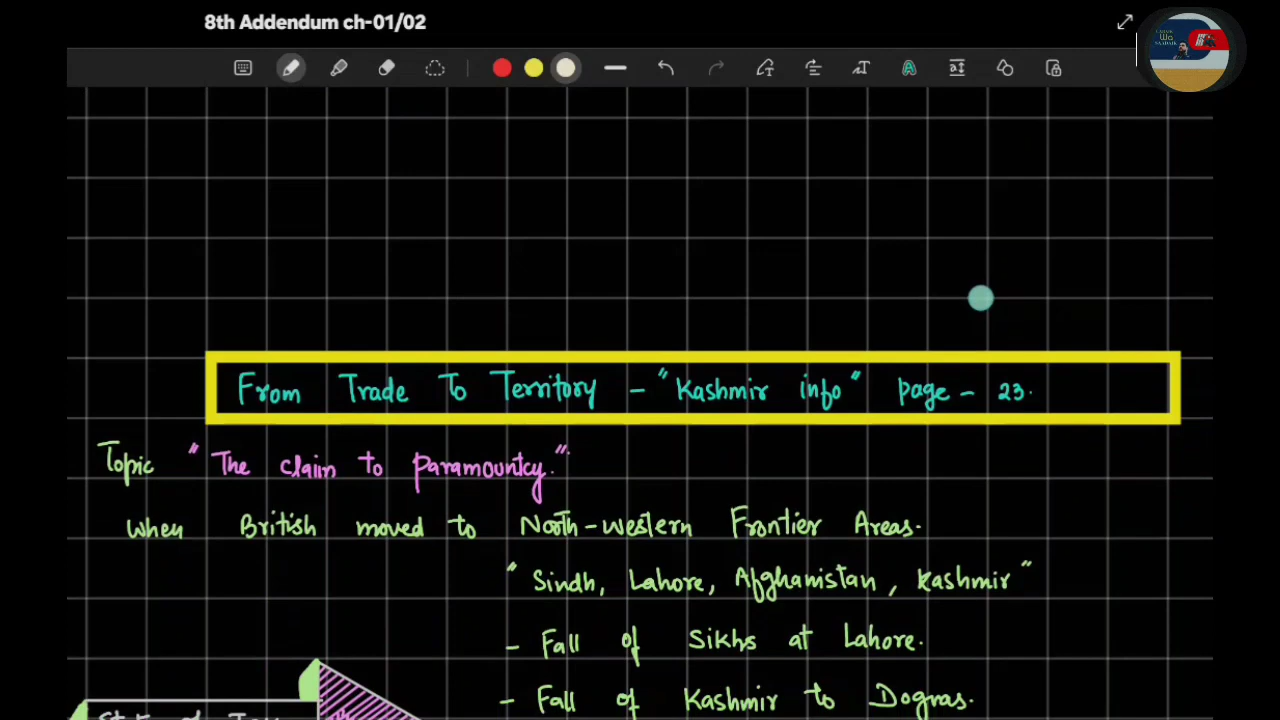 8th Addendum ch-01/02
From Trade To Territory - "Kashmir info" page - 23.
Topic "The claim to paramountcy."
When British moved to North-western Frontier Areas.
"Sindh, Lahore, Afghanistan, Kashmir"
- Fall of Sikhs at Lahore.
- Fall of Kashmir to Dogras.